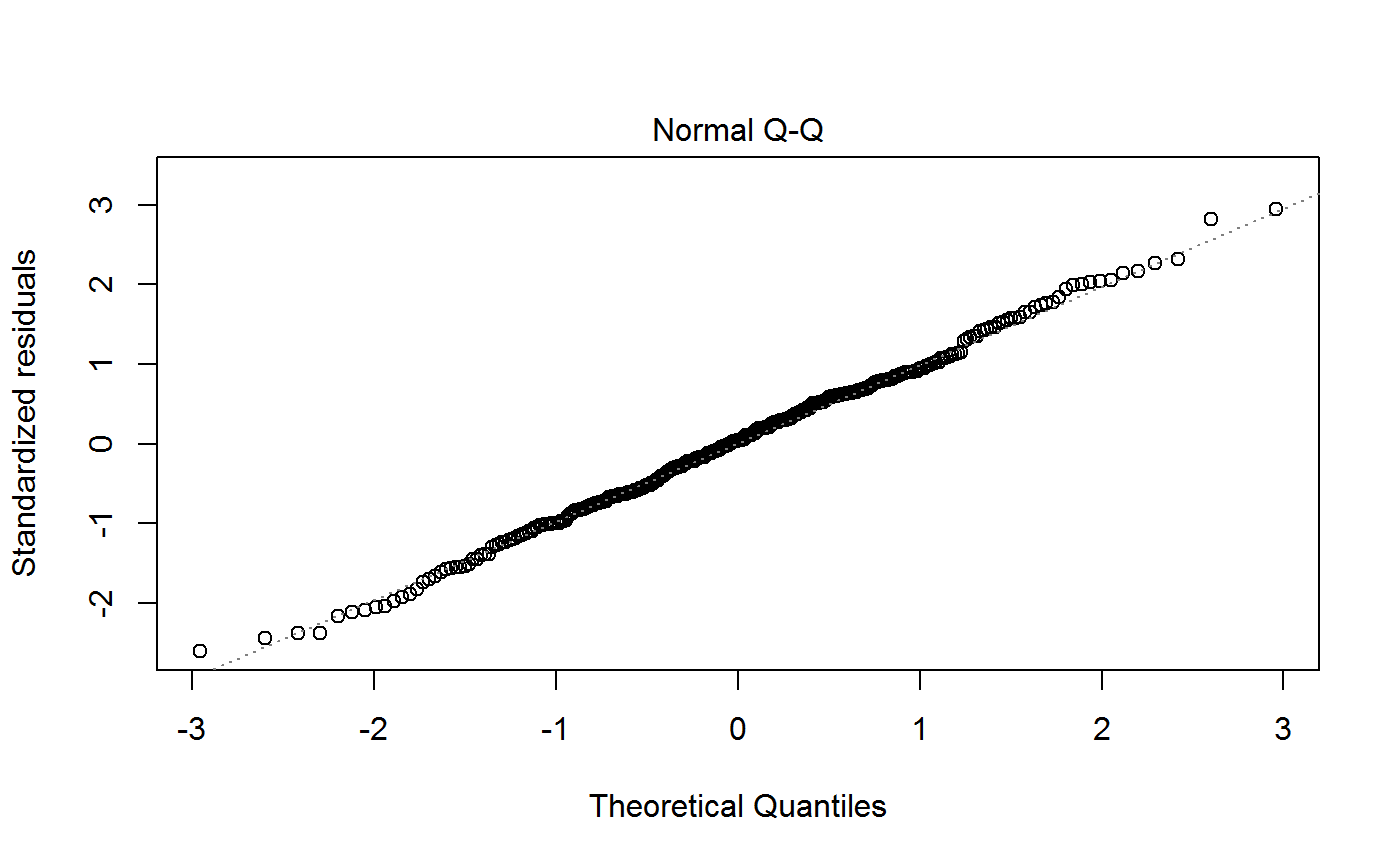 Normal Q-Q
Standardized residuals
3
2
1
0
-1
-2
-3 -2 -1 0 1 2 3
Theoretical Quantiles